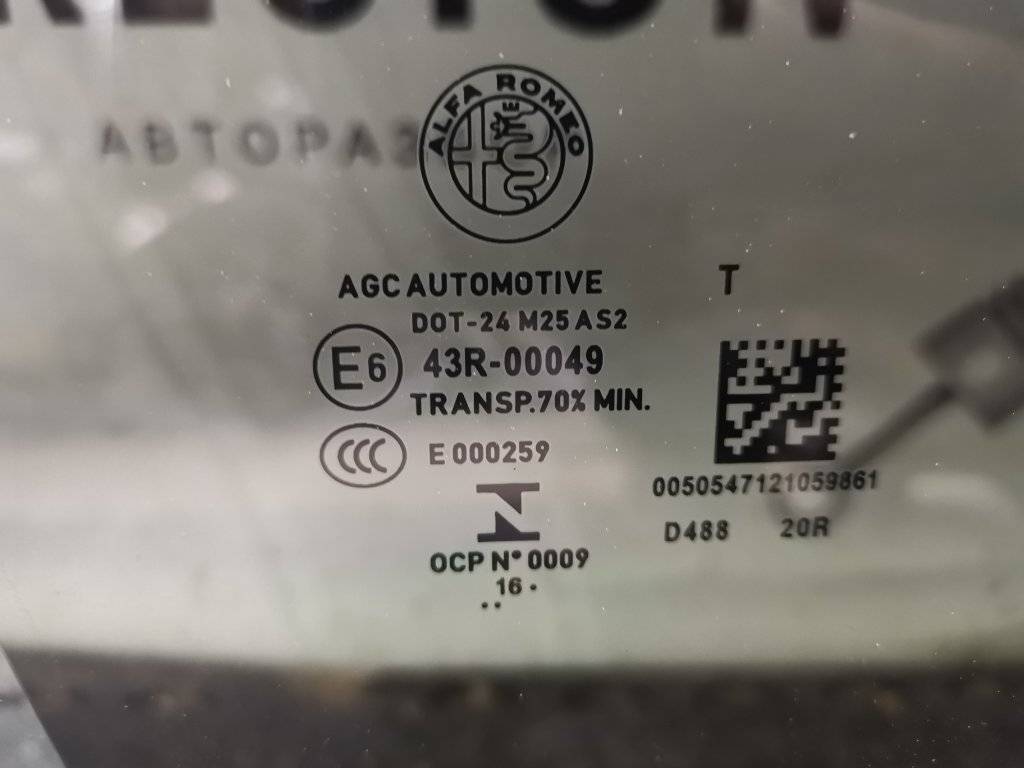 ALFA ROMEO
AGC AUTOMOTIVE
T
DOT-24 M25 AS2
E6
43R-00049
TRANSP.70% MIN.
CCC
E 000259
0050547121059861
D488
20R
OCP N° 0009
16 .
..